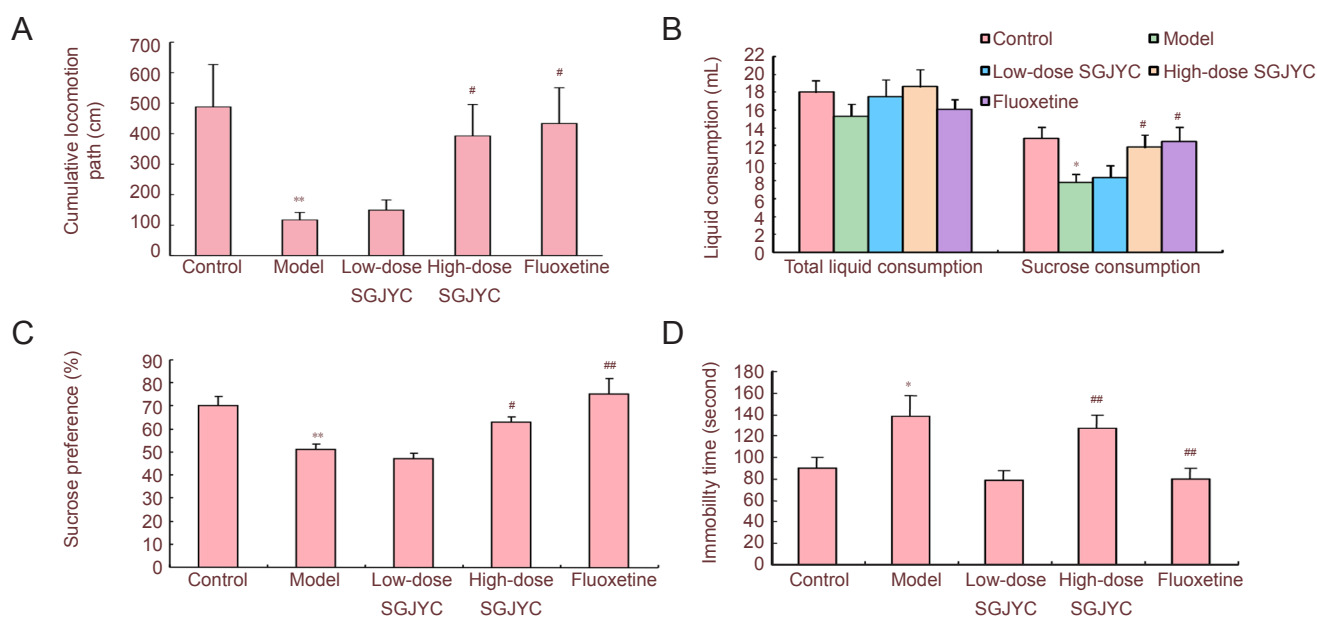 A
700
600
500
400
300
200
100
0
Cumulative locomotion
path (cm)
**
#
#
Control
Model
Low-dose
SGJYC
High-dose
SGJYC
Fluoxetine
B
Control
Model
Low-dose SGJYC
High-dose SGJYC
Fluoxetine
22
20
18
16
14
12
10
8
6
4
2
0
Liquid consumption (mL)
*
#
#
Total liquid consumption
Sucrose consumption
C
90
80
70
60
50
40
30
20
10
0
Sucrose preference (%)
**
#
##
Control
Model
Low-dose
SGJYC
High-dose
SGJYC
Fluoxetine
D
180
160
140
120
100
80
60
40
20
0
Immobility time (second)
*
##
##
Control
Model
Low-dose
SGJYC
High-dose
SGJYC
Fluoxetine